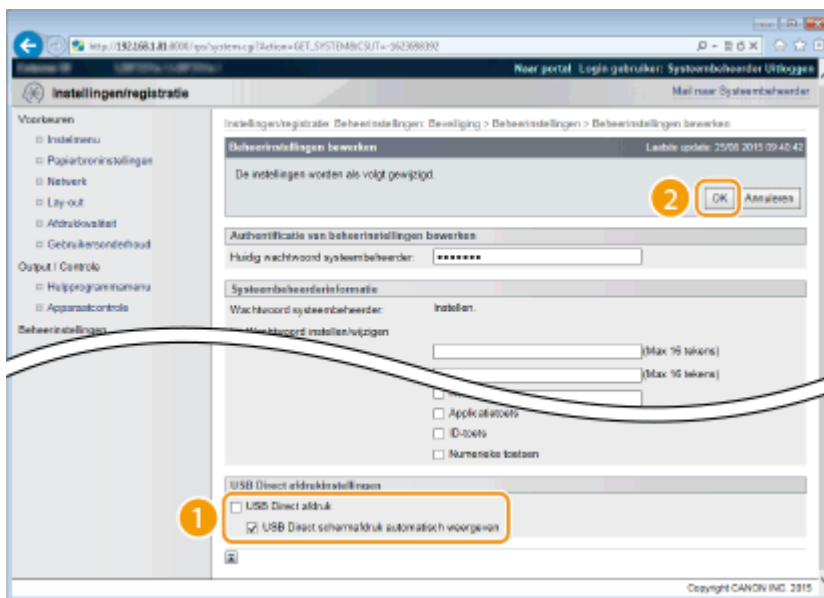 http://192.168.1.81:8000/rps/system.cgi?Action=GET_SYSTEM&CSUT=-1623698392
Naar portal Login gebruiker: Systeembeheerder Uitloggen
Instellingen/registratie
Mail naar Systeembeheerder
Voorkeuren
Instelmenu
Papierbroninstellingen
Netwerk
Lay-out
Afdrukkwaliteit
Gebruikersonderhoud
Output / Controle
Hulpprogrammamenu
Apparaatcontrole
Beheerinstellingen
Instellingen/registratie: Beheerinstellingen: Beveiliging > Beheerinstellingen > Beheerinstellingen bewerken
Beheerinstellingen bewerken
Laatste update: 25/08 2015 09:40:42
De instellingen worden als volgt gewijzigd.
2
OK Annuleren
Authentificatie van beheerinstellingen bewerken
Huidig wachtwoord systeembeheerder:
Systeembeheerderinformatie
Wachtwoord systeembeheerder: Instellen.
Wachtwoord instellen/wijzigen
(Max 16 tekens)
(Max 16 tekens)
Applicatietoets
ID-toets
Numerieke toetsen
USB Direct afdrukinstellingen
1
USB Direct afdruk
USB Direct schermafdruk automatisch weergeven
Copyright CANON INC. 2015